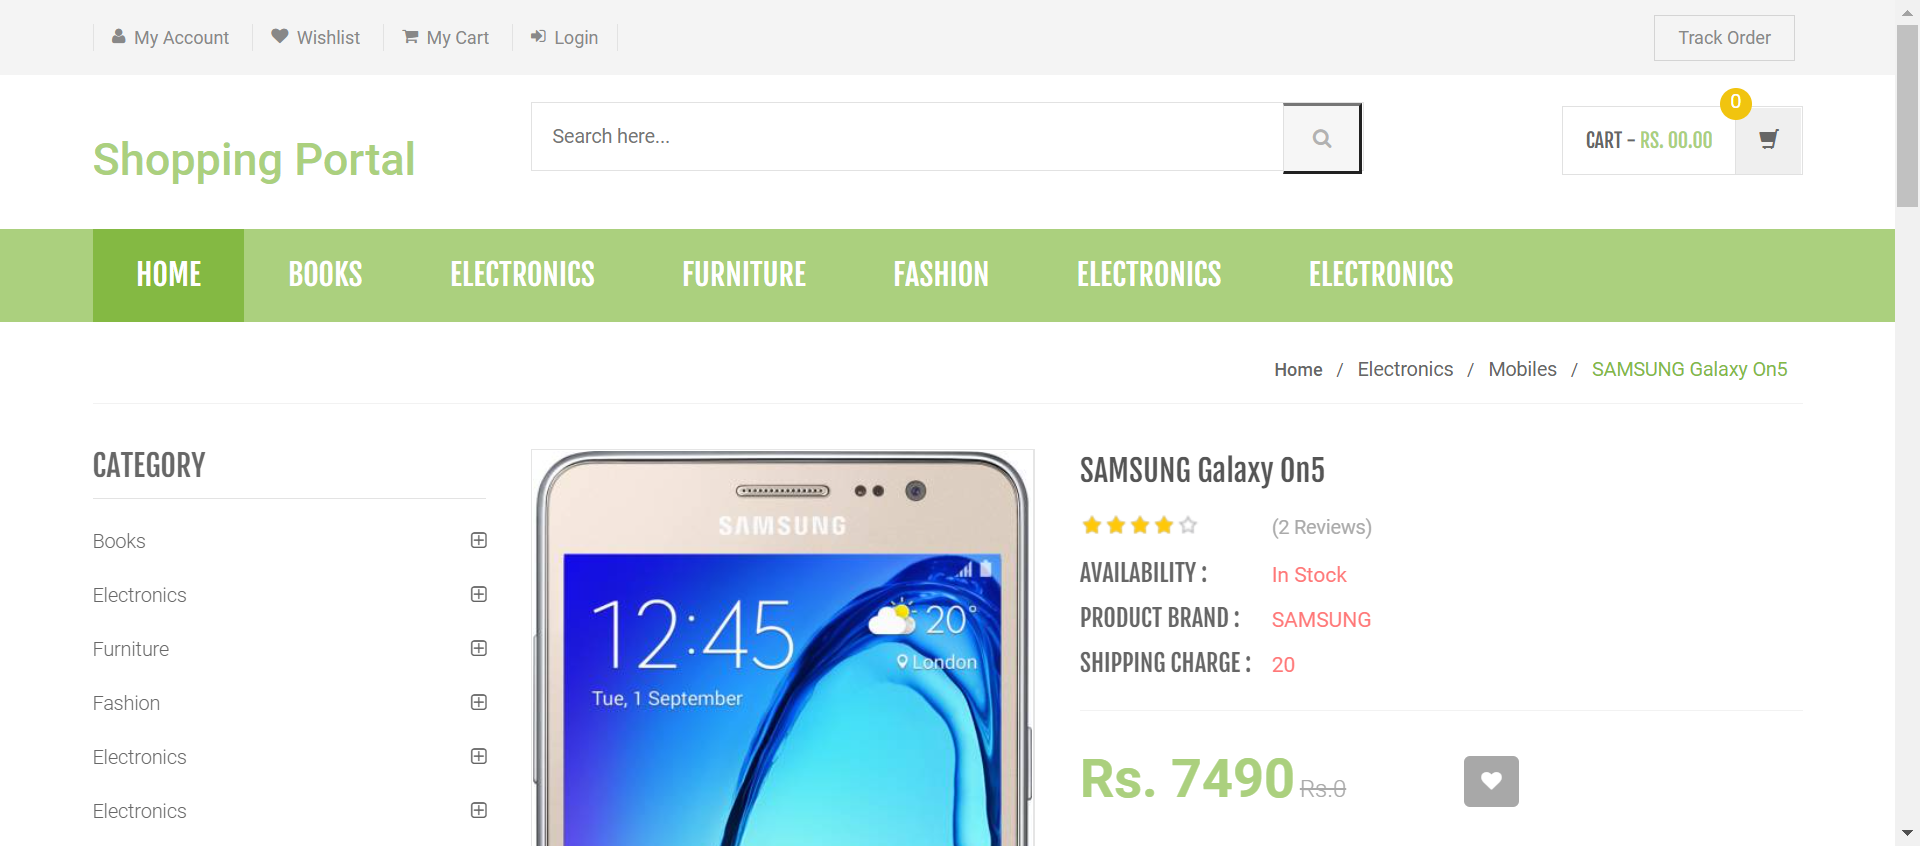 My Account
Wishlist
My Cart
Login
Track Order
Shopping Portal
Search here...
CART - RS. 00.00
0
HOME
BOOKS
ELECTRONICS
FURNITURE
FASHION
ELECTRONICS
ELECTRONICS
Home / Electronics / Mobiles / SAMSUNG Galaxy On5
CATEGORY
Books
Electronics
Furniture
Fashion
Electronics
Electronics
SAMSUNG
12:45
20°
London
Tue, 1 September
SAMSUNG Galaxy On5
(2 Reviews)
AVAILABILITY : In Stock
PRODUCT BRAND : SAMSUNG
SHIPPING CHARGE : 20
Rs. 7490 Rs.0